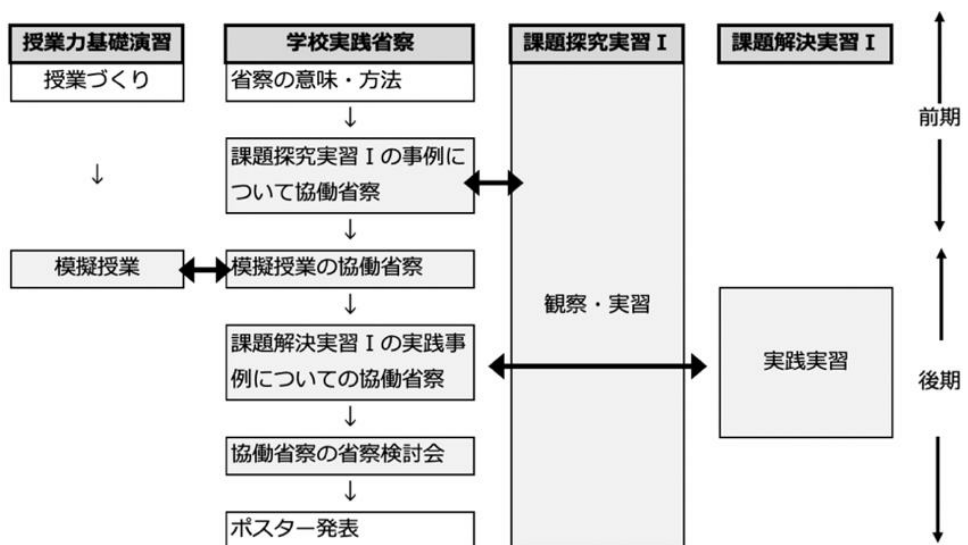 授業力基礎演習
学校実践省察
課題探究実習Ⅰ
課題解決実習Ⅰ
授業づくり
省察の意味・方法
↓
前期
課題探究実習Ⅰの事例に
ついて協働省察
↓
↓
模擬授業
模擬授業の協働省察
↓
観察・実習
課題解決実習Ⅰの実践事
例についての協働省察
実践実習
後期
↓
協働省察の省察検討会
↓
ポスター発表